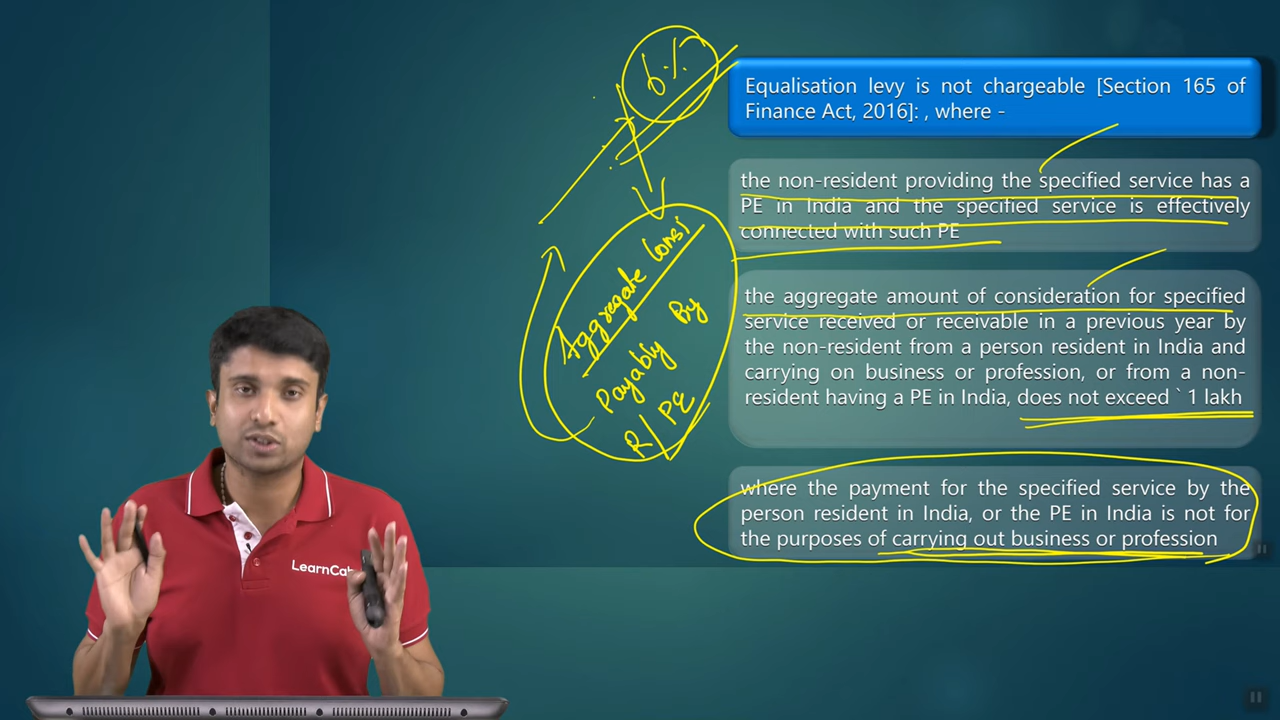 6%
Equalisation levy is not chargeable [Section 165 of
Finance Act, 2016]: , where -
the non-resident providing the specified service has a
PE in India and the specified service is effectively
connected with such PE
the aggregate amount of consideration for specified
service received or receivable in a previous year by
the non-resident from a person resident in India and
carrying on business or profession, or from a non-
resident having a PE in India, does not exceed ` 1 lakh
where the payment for the specified service by the
person resident in India, or the PE in India is not for
the purposes of carrying out business or profession
Aggregate Consi
Payably By
R/PE
LearnCab